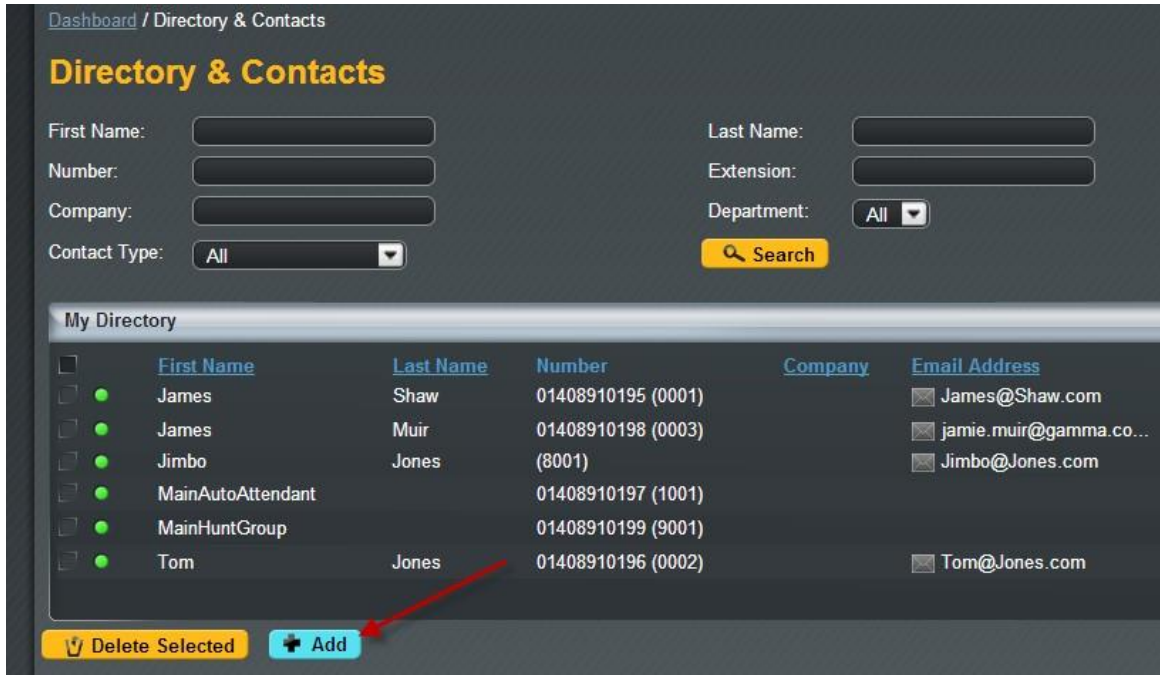 Dashboard / Directory & Contacts
Directory & Contacts
First Name: Last Name:
Number: Extension:
Company: Department: All
Contact Type: All Search
My Directory
First Name Last Name Number Company Email Address
James Shaw 01408910195 (0001) James@Shaw.com
James Muir 01408910198 (0003) jamie.muir@gamma.co...
Jimbo Jones (8001) Jimbo@Jones.com
MainAutoAttendant 01408910197 (1001)
MainHuntGroup 01408910199 (9001)
Tom Jones 01408910196 (0002) Tom@Jones.com
Delete Selected Add